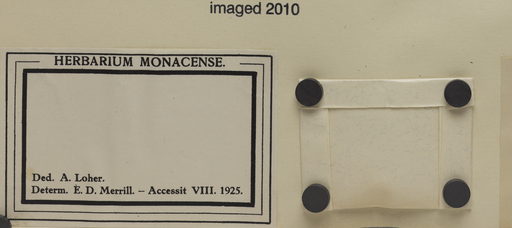 imaged 2010
HERBARIUM MONACENSE.
Ded. A. Loher.
Determ. E. D. Merrill. – Accessit VIII. 1925.